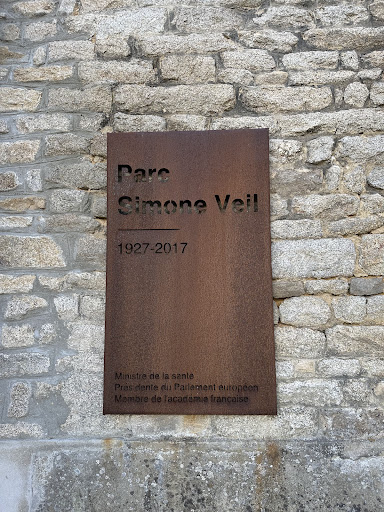 Parc
Simone Veil
1927-2017
Ministre de la santé
Présidente du Parlement européen
Membre de l'académie française